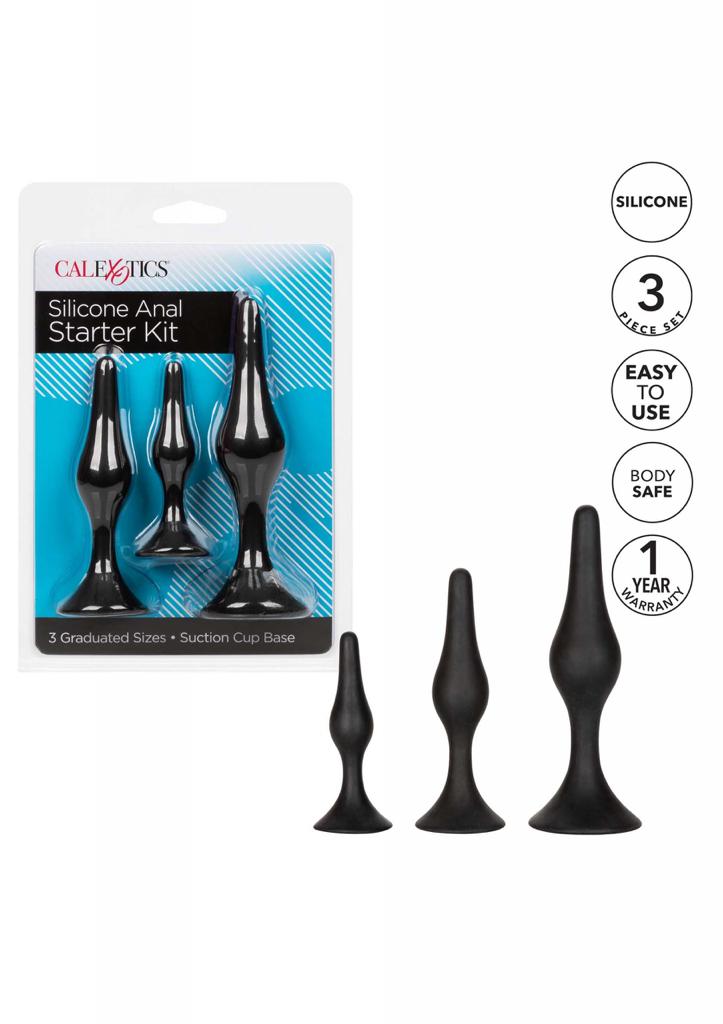 CALEXOTICS
Silicone Anal
Starter Kit
3 Graduated Sizes • Suction Cup Base
SILICONE
3
PIECE SET
EASY
TO
USE
BODY
SAFE
1
YEAR
WARRANTY